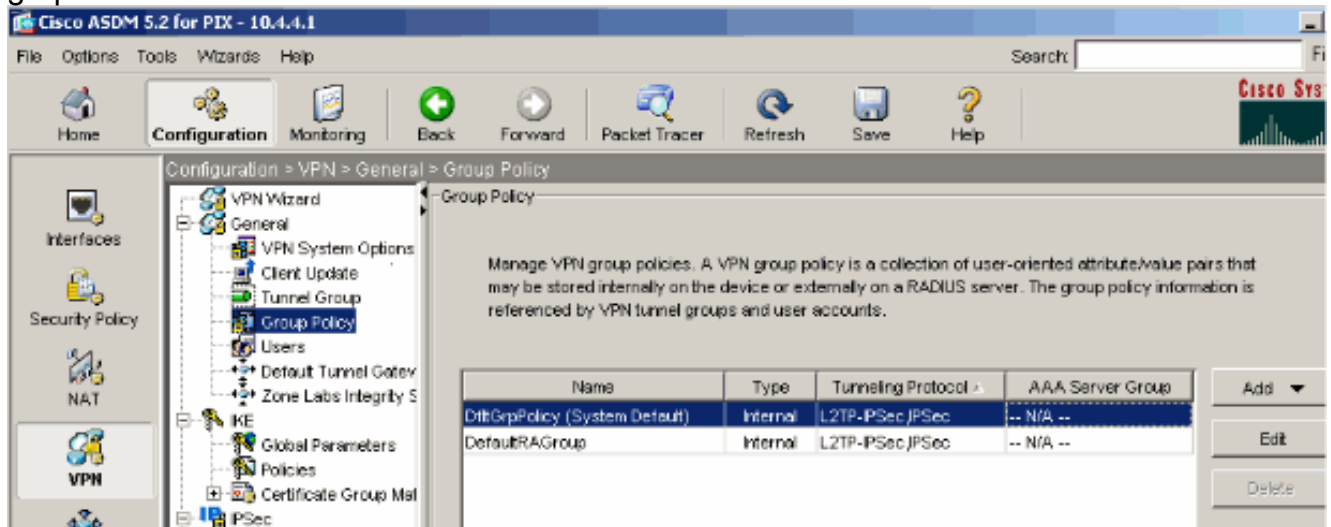 Cisco ASDM 5.2 for PIX - 10.4.4.1
File Options Tools Wizards Help Search:
Home Configuration Monitoring Back Forward Packet Tracer Refresh Save Help
Cisco Sys
Configuration > VPN > General > Group Policy
Interfaces
Security Policy
NAT
VPN
VPN Wizard
General
VPN System Options
Client Update
Tunnel Group
Group Policy
Users
Default Tunnel Gatew
Zone Labs Integrity S
IKE
Global Parameters
Policies
Certificate Group Mat
IPSec
Group Policy
Manage VPN group policies. A VPN group policy is a collection of user-oriented attribute/value pairs that
may be stored internally on the device or externally on a RADIUS server. The group policy information is
referenced by VPN tunnel groups and user accounts.
Name Type Tunneling Protocol AAA Server Group
DfltGrpPolicy (System Default) Internal L2TP-IPSec,IPSec -- N/A --
DefaultRAGroup Internal L2TP-IPSec,IPSec -- N/A --
Add
Edit
Delete